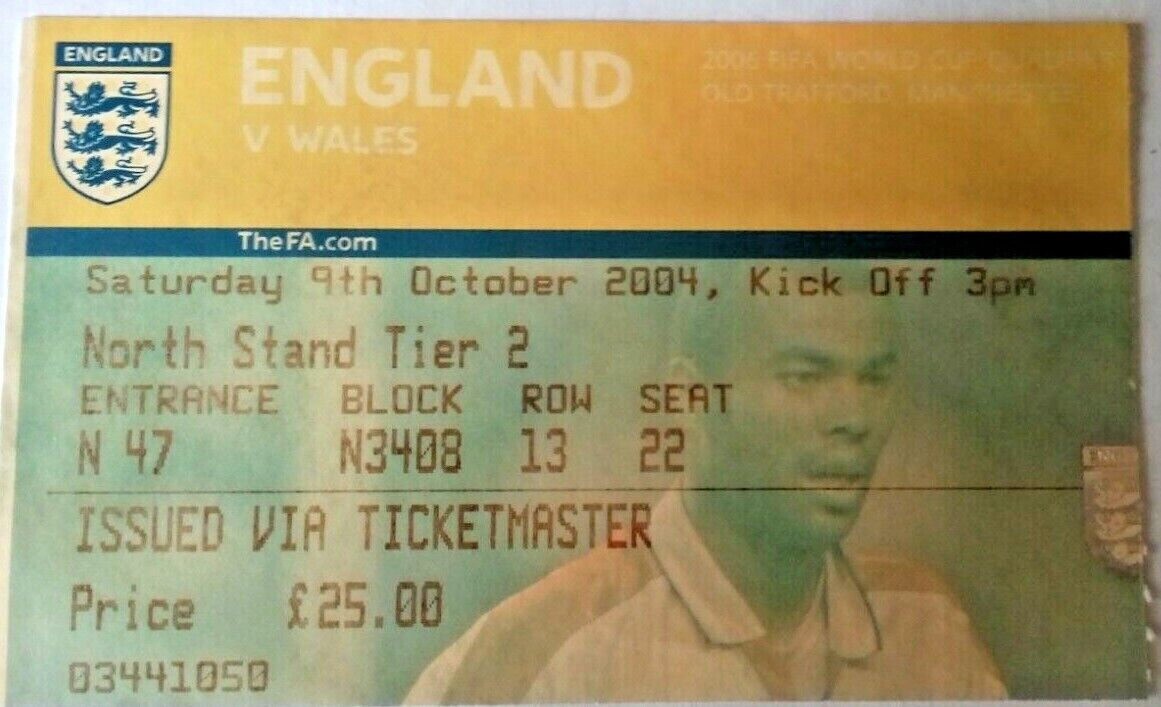 ENGLAND
ENGLAND
V WALES
2006 FIFA WORLD CUP QUALIFIER
OLD TRAFFORD, MANCHESTER
TheFA.com
Saturday 9th October 2004, Kick Off 3pm
North Stand Tier 2
ENTRANCE BLOCK ROW SEAT
N 47 N3408 13 22
ISSUED VIA TICKETMASTER
Price £25.00
03441050